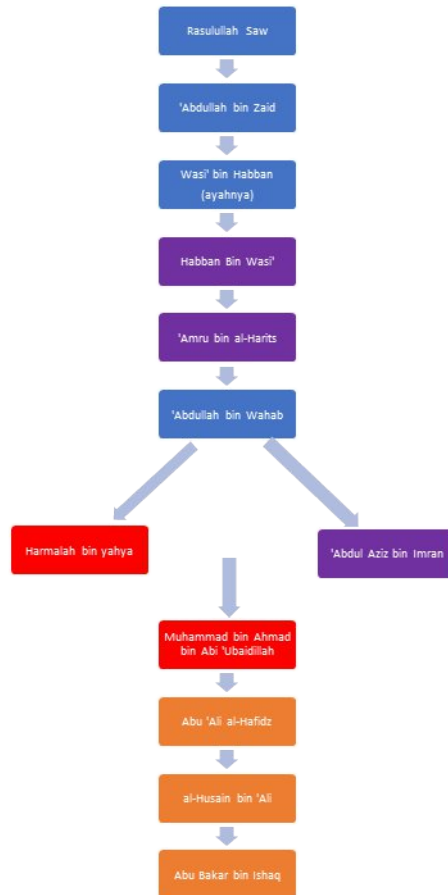 Rasulullah Saw
'Abdullah bin Zaid
Wasi' bin Habban
(ayahnya)
Habban Bin Wasi'
'Amru bin al-Harits
'Abdullah bin Wahab
Harmalah bin yahya
'Abdul Aziz bin Imran
Muhammad bin Ahmad
bin Abi 'Ubaidillah
Abu 'Ali al-Hafidz
al-Husain bin 'Ali
Abu Bakar bin Ishaq